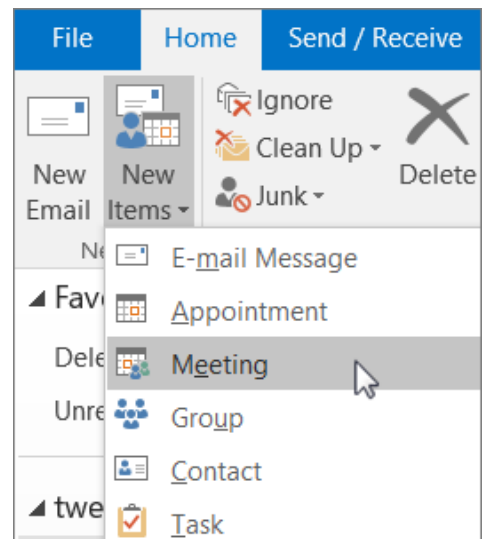 File Home Send / Receive
Ignore
Clean Up
Junk
New Email
New Items
Delete
E-mail Message
Appointment
Meeting
Group
Contact
Task